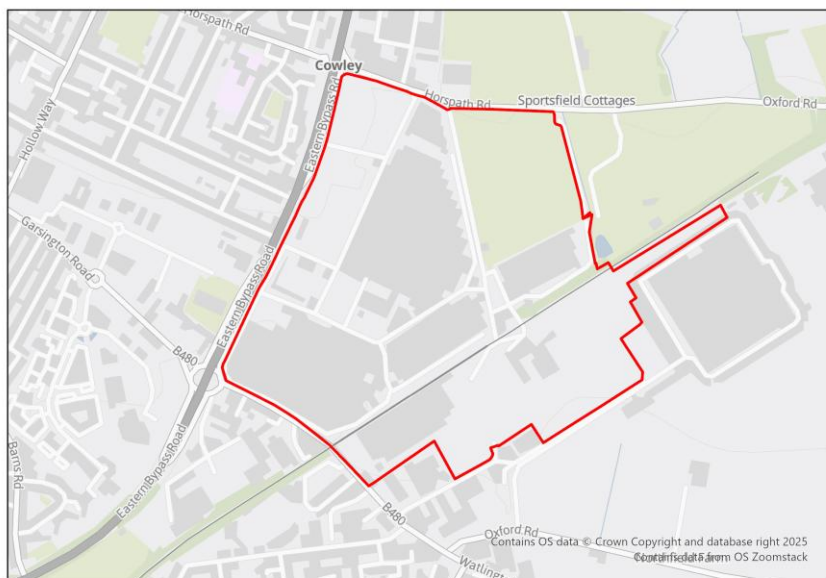 Horspath Rd
Cowley
Hollow Way
Eastern Bypass Rd
Horspath Rd
Sportsfield Cottages
Oxford Rd
Garsington Road
Eastern Bypass Road
B480
Eastern Bypass Road
Barns Rd
B480
Oxford Rd
Contains OS data © Crown Copyright and database right 2025
Contains data from OS Zoomstack